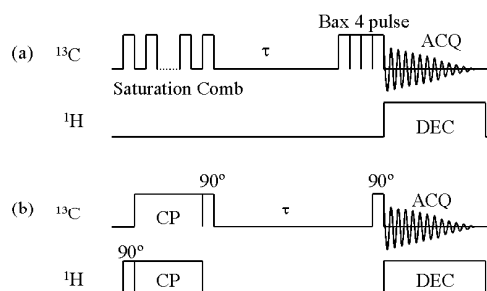 Bax 4 pulse
(a) ¹³C τ ACQ
Saturation Comb
¹H DEC
90º 90º
(b) ¹³C CP τ ACQ
90º
¹H CP DEC